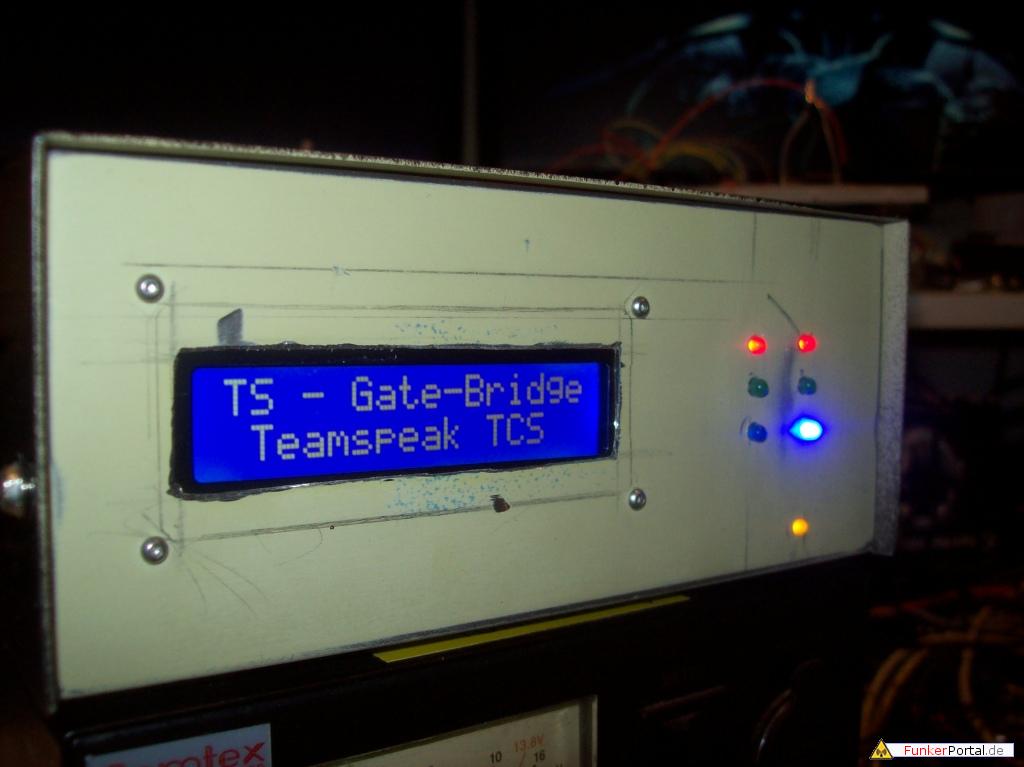 TS - Gate-Bridge
Teamspeak TCS
13.8V
10 16
FunkerPortal.de